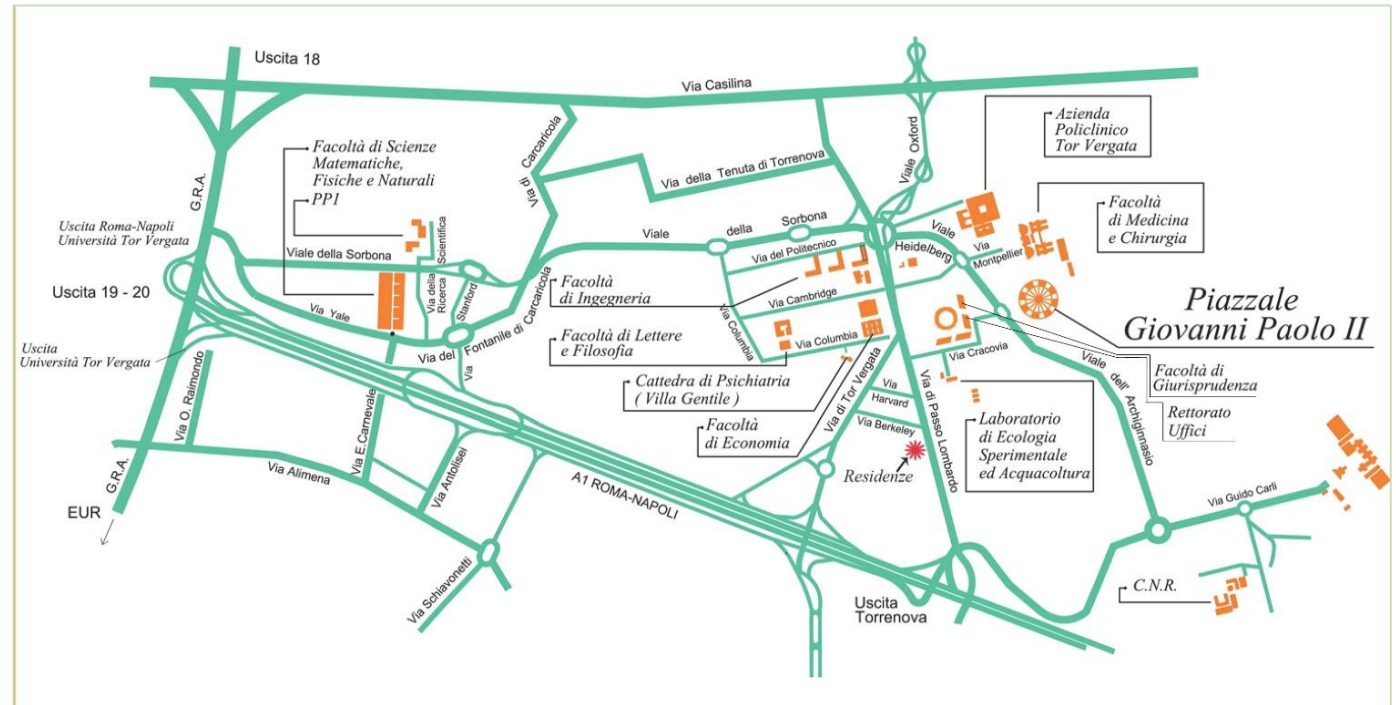 Uscita 18
Via Casilina
G.R.A.
Facoltà di Scienze
Matematiche,
Fisiche e Naturali
PP1
Via di Carcaricola
Via della Tenuta di Torrenova
Viale Oxford
Azienda
Policlinico
Tor Vergata
Facoltà
di Medicina
e Chirurgia
Uscita Roma-Napoli
Università Tor Vergata
Viale della Sorbona
Via della
Ricerca
Scientifica
Stanford
Viale della Sorbona
Via del Politecnico
Viale
Heidelberg
Via
Montpellier
Uscita 19 - 20
Via Yale
Facoltà
di Ingegneria
Via Cambridge
Piazzale
Giovanni Paolo II
Uscita
Università Tor Vergata
Via del Fontanile di Carcaricola
Via
Facoltà di Lettere
e Filosofia
Via Columbia
Via Columbia
Via Cracovia
Viale dell' Archiginnasio
Facoltà di
Giurisprudenza
Rettorato
Uffici
Via O. Raimondo
Via E.Carnevale
Cattedra di Psichiatria
( Villa Gentile )
Via di Tor Vergata
Via
Harvard
Via Berkeley
Via di Passo Lombardo
Facoltà
di Economia
Laboratorio
di Ecologia
Sperimentale
ed Acquacoltura
Residenze
G.R.A.
Via Alimena
Via Antolisei
A1 ROMA-NAPOLI
EUR
Via Guido Carli
Via Schiavonetti
Uscita
Torrenova
C.N.R.